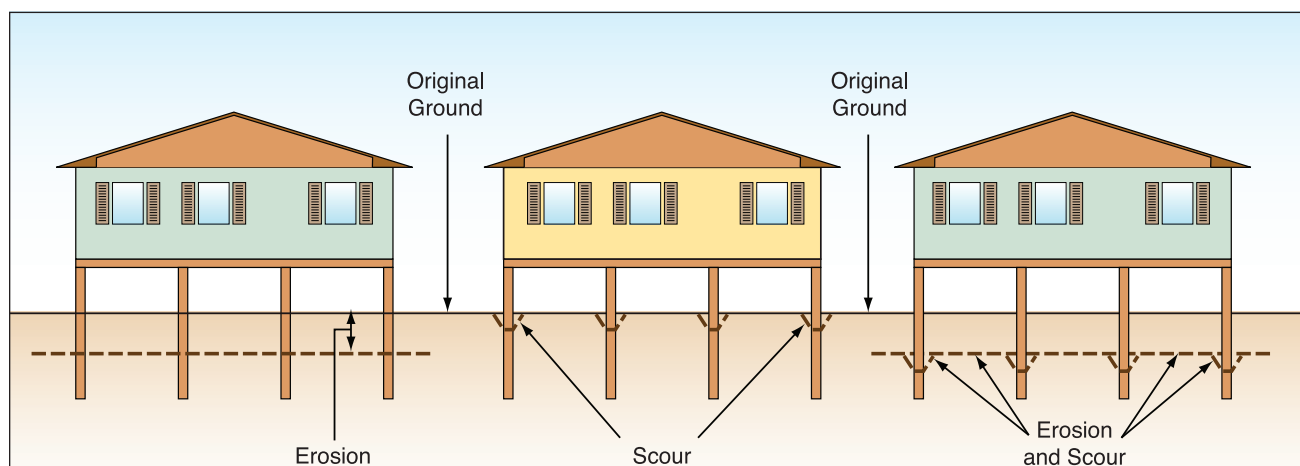 Original
Ground
Original
Ground
Erosion
Scour
Erosion
and Scour